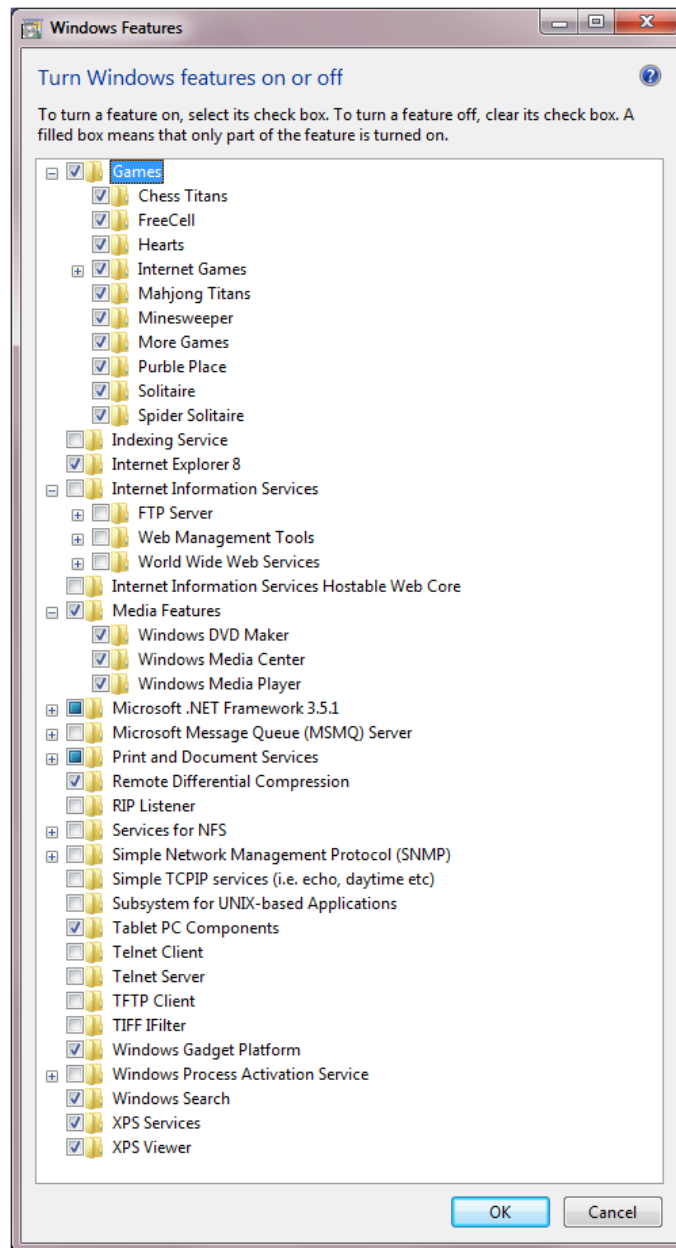 Windows Features
Turn Windows features on or off
To turn a feature on, select its check box. To turn a feature off, clear its check box. A
filled box means that only part of the feature is turned on.
Games
Chess Titans
FreeCell
Hearts
Internet Games
Mahjong Titans
Minesweeper
More Games
Purble Place
Solitaire
Spider Solitaire
Indexing Service
Internet Explorer 8
Internet Information Services
FTP Server
Web Management Tools
World Wide Web Services
Internet Information Services Hostable Web Core
Media Features
Windows DVD Maker
Windows Media Center
Windows Media Player
Microsoft .NET Framework 3.5.1
Microsoft Message Queue (MSMQ) Server
Print and Document Services
Remote Differential Compression
RIP Listener
Services for NFS
Simple Network Management Protocol (SNMP)
Simple TCPIP services (i.e. echo, daytime etc)
Subsystem for UNIX-based Applications
Tablet PC Components
Telnet Client
Telnet Server
TFTP Client
TIFF IFilter
Windows Gadget Platform
Windows Process Activation Service
Windows Search
XPS Services
XPS Viewer
OK Cancel